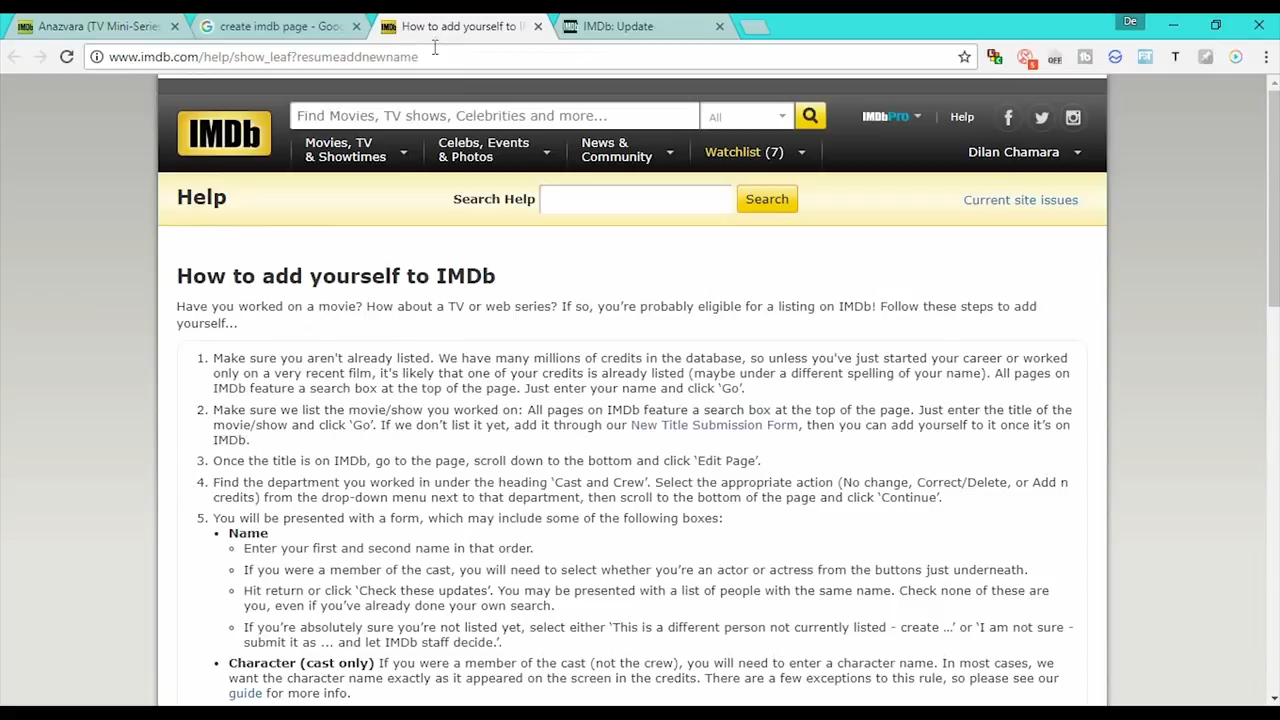 Anazvara (TV Mini-Serie
create imdb page - Goo
How to add yourself to I
IMDb: Update
De
www.imdb.com/help/show_leaf?resumeaddnewname
IMDb
Find Movies, TV shows, Celebrities and more...
All
IMDbPro
Help
Movies, TV
& Showtimes
Celebs, Events
& Photos
News &
Community
Watchlist (7)
Dilan Chamara
Help
Search Help
Search
Current site issues
How to add yourself to IMDb
Have you worked on a movie? How about a TV or web series? If so, you’re probably eligible for a listing on IMDb! Follow these steps to add
yourself...
1. Make sure you aren't already listed. We have many millions of credits in the database, so unless you've just started your career or worked
only on a very recent film, it's likely that one of your credits is already listed (maybe under a different spelling of your name). All pages on
IMDb feature a search box at the top of the page. Just enter your name and click ‘Go’.
2. Make sure we list the movie/show you worked on: All pages on IMDb feature a search box at the top of the page. Just enter the title of the
movie/show and click ‘Go’. If we don’t list it yet, add it through our New Title Submission Form, then you can add yourself to it once it’s on
IMDb.
3. Once the title is on IMDb, go to the page, scroll down to the bottom and click ‘Edit Page’.
4. Find the department you worked in under the heading ‘Cast and Crew’. Select the appropriate action (No change, Correct/Delete, or Add n
credits) from the drop-down menu next to that department, then scroll to the bottom of the page and click ‘Continue’.
5. You will be presented with a form, which may include some of the following boxes:
• Name
Enter your first and second name in that order.
If you were a member of the cast, you will need to select whether you’re an actor or actress from the buttons just underneath.
Hit return or click ‘Check these updates’. You may be presented with a list of people with the same name. Check none of these are
you, even if you’ve already done your own search.
If you’re absolutely sure you’re not listed yet, select either ‘This is a different person not currently listed - create …’ or ‘I am not sure -
submit it as ... and let IMDb staff decide.’.
• Character (cast only) If you were a member of the cast (not the crew), you will need to enter a character name. In most cases, we
want the character name exactly as it appeared on the screen in the credits. There are a few exceptions to this rule, so please see our
guide for more info.